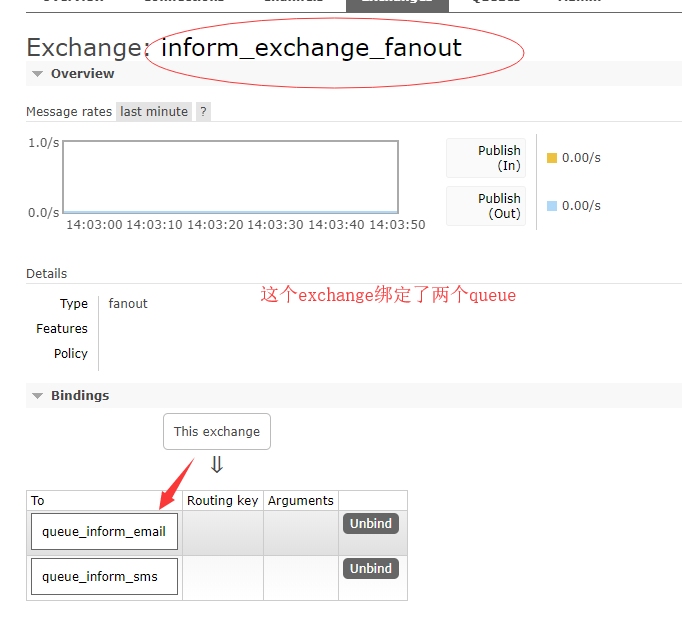 Exchange: inform_exchange_fanout
Overview
Message rates last minute ?
1.0/s
0.0/s
14:03:00 14:03:10 14:03:20 14:03:30 14:03:40 14:03:50
Publish (In) 0.00/s
Publish (Out) 0.00/s
Details
这个exchange绑定了两个queue
Type fanout
Features
Policy
Bindings
This exchange
⇓
To Routing key Arguments
queue_inform_email Unbind
queue_inform_sms Unbind